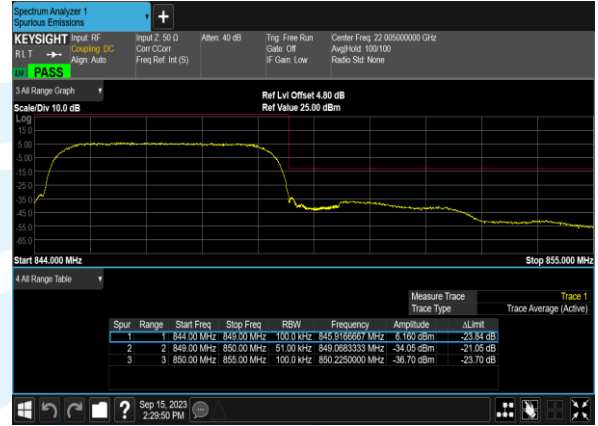 Spectrum Analyzer 1
Spurious Emissions
KEYSIGHT Input: RF Input Z: 50 Ω Atten: 40 dB Trig: Free Run Center Freq: 22.005000000 GHz
RLT Coupling: DC Corr CCorr Gate: Off Avg|Hold: 100/100
Align: Auto Freq Ref: Int (S) IF Gain: Low Radio Std: None
PASS
3 All Range Graph
Ref Lvl Offset 4.80 dB
Scale/Div 10.0 dB Ref Value 25.00 dBm
Log
15.0
5.00
-5.00
-15.0
-25.0
-35.0
-45.0
-55.0
-65.0
Start 844.000 MHz Stop 855.000 MHz
4 All Range Table
Measure Trace Trace 1
Trace Type Trace Average (Active)
Spur Range Start Freq Stop Freq RBW Frequency Amplitude ΔLimit
1 1 844.00 MHz 849.00 MHz 100.0 kHz 845.9166667 MHz 6.160 dBm -23.84 dB
2 2 849.00 MHz 850.00 MHz 51.00 kHz 849.0683333 MHz -34.05 dBm -21.05 dB
3 3 850.00 MHz 855.00 MHz 100.0 kHz 850.2250000 MHz -36.70 dBm -23.70 dB
?
Sep 15, 2023
2:29:50 PM